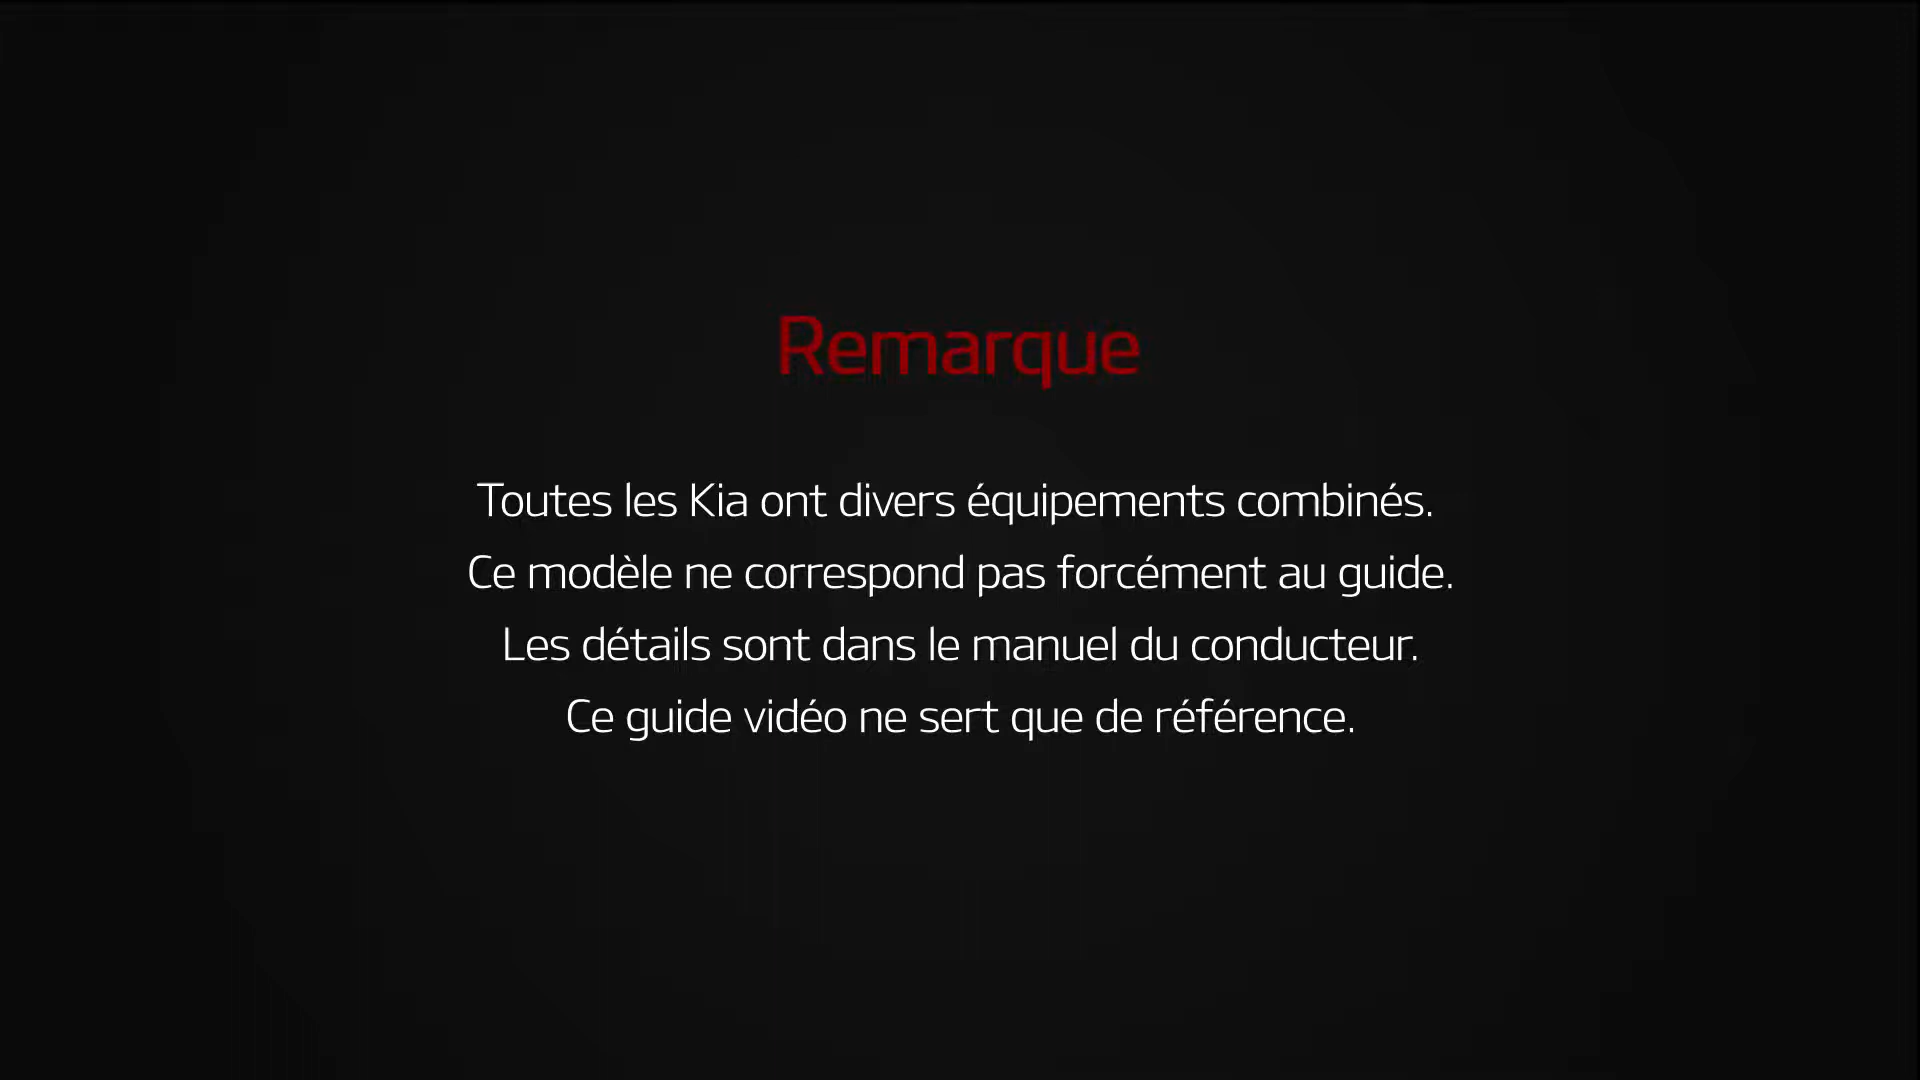 Remarque
Toutes les Kia ont divers équipements combinés.
Ce modèle ne correspond pas forcément au guide.
Les détails sont dans le manuel du conducteur.
Ce guide vidéo ne sert que de référence.